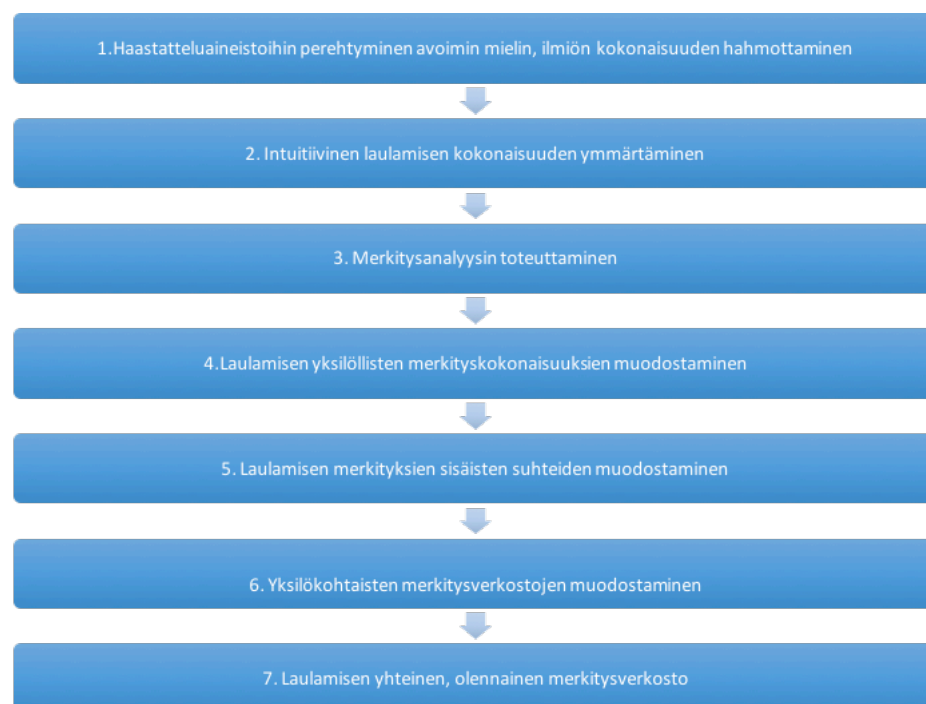 1.Haastatteluaineistoihin perehtyminen avoimin mielin, ilmiön kokonaisuuden hahmottaminen
2. Intuitiivinen laulamisen kokonaisuuden ymmärtäminen
3. Merkitysanalyysin toteuttaminen
4.Laulamisen yksilöllisten merkityskokonaisuuksien muodostaminen
5. Laulamisen merkityksien sisäisten suhteiden muodostaminen
6. Yksilökohtaisten merkitysverkostojen muodostaminen
7. Laulamisen yhteinen, olennainen merkitysverkosto